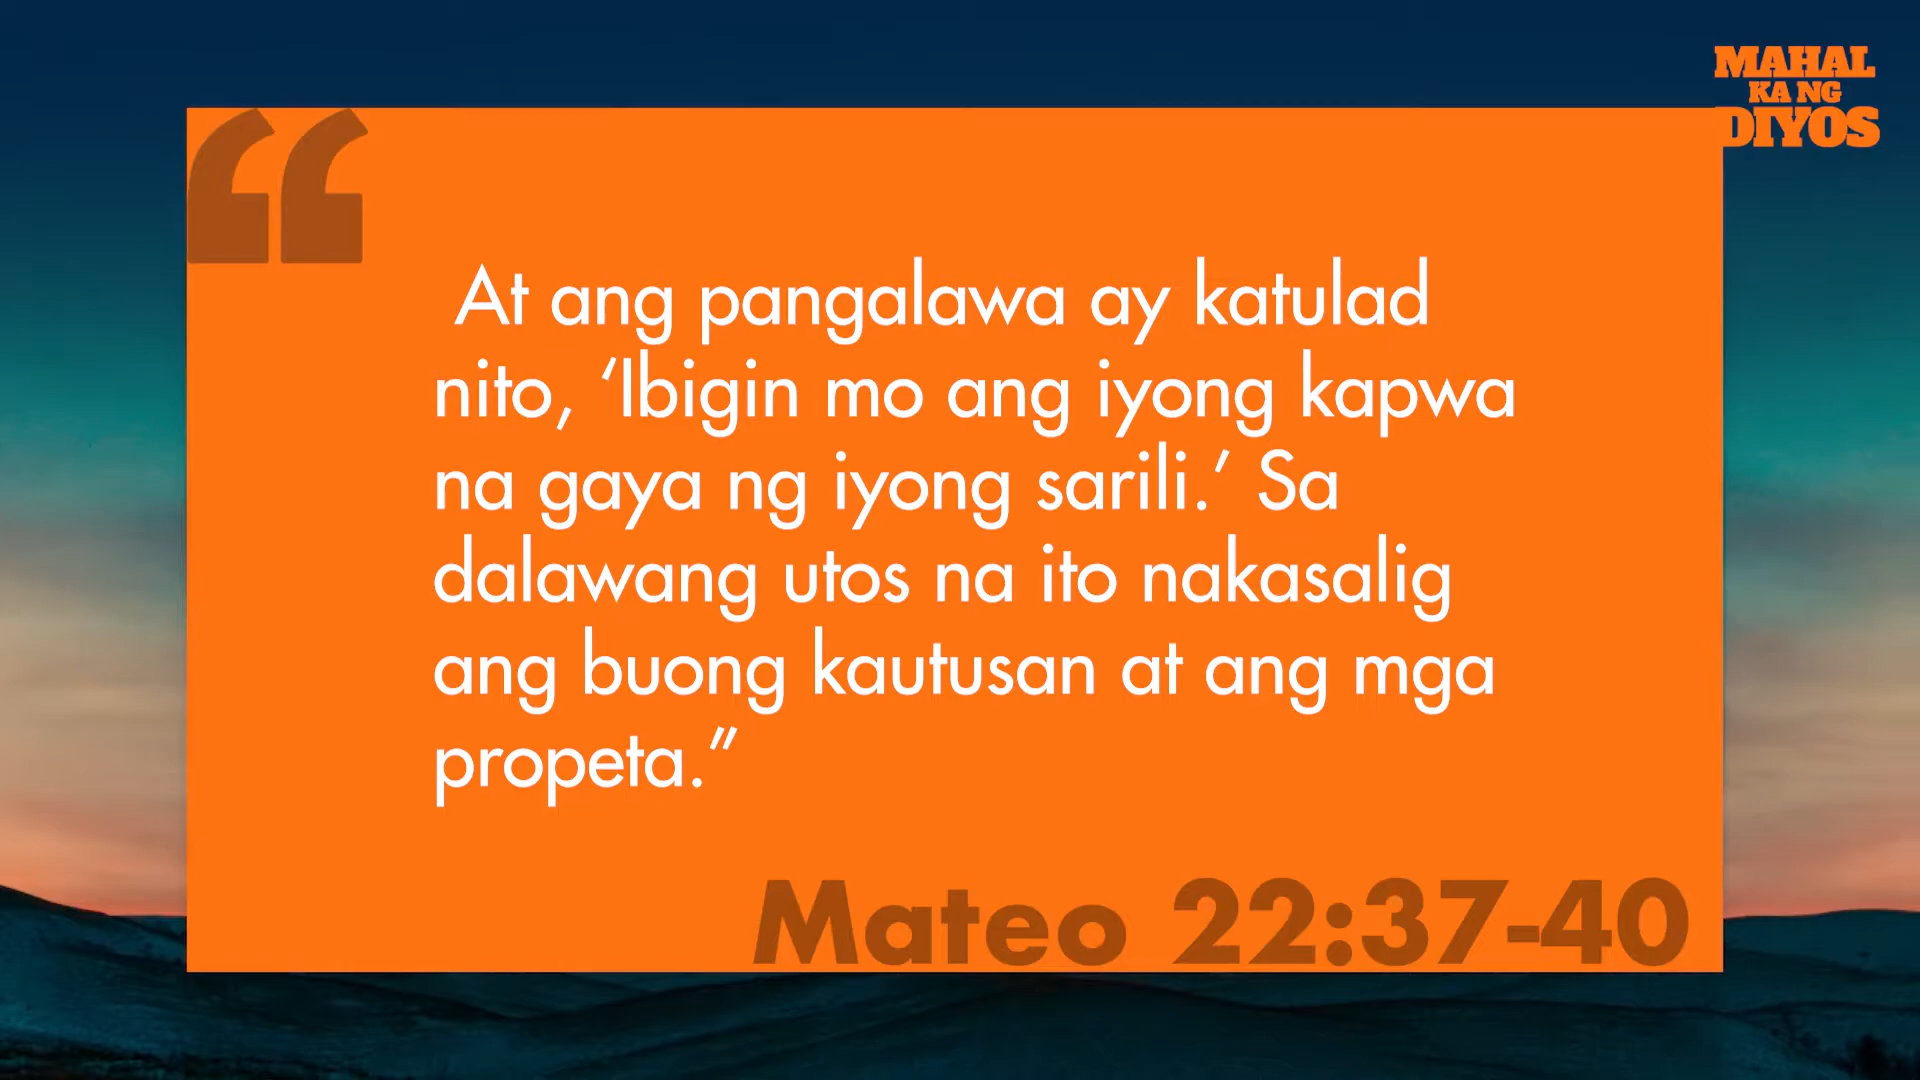 MAHAL
KA NG
DIYOS
“
At ang pangalawa ay katulad
nito, ‘Ibigin mo ang iyong kapwa
na gaya ng iyong sarili.’ Sa
dalawang utos na ito nakasalig
ang buong kautusan at ang mga
propeta.”
Mateo 22:37-40